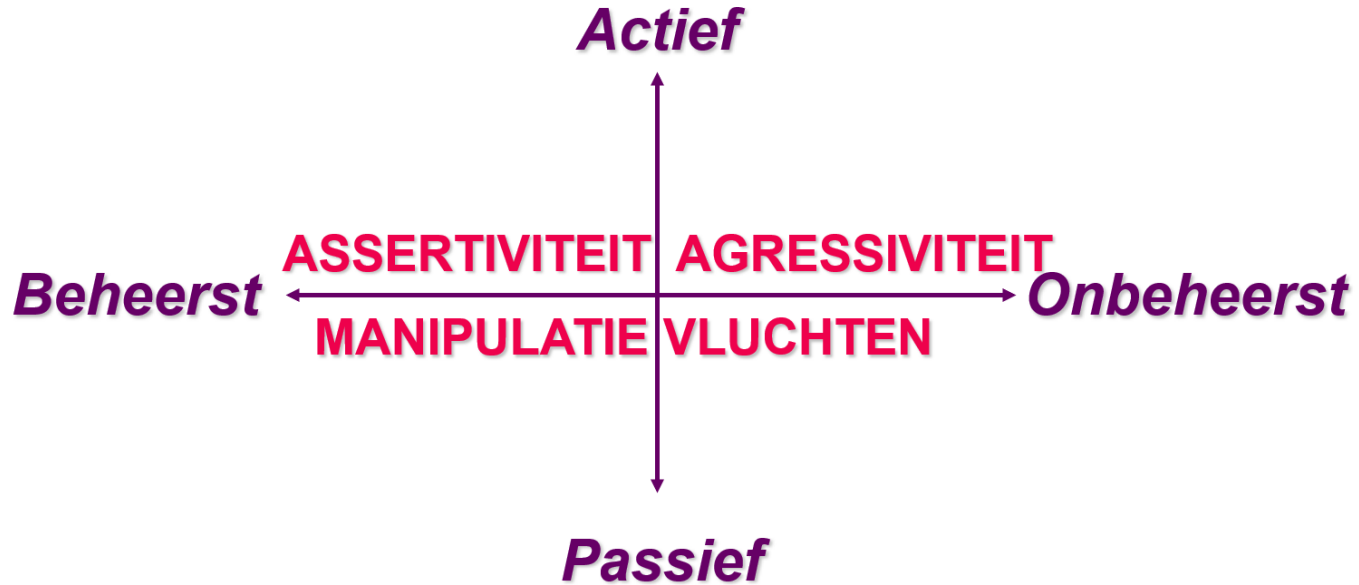 Actief
ASSERTIVITEIT AGRESSIVITEIT
Beheerst Onbeheerst
MANIPULATIE VLUCHTEN
Passief